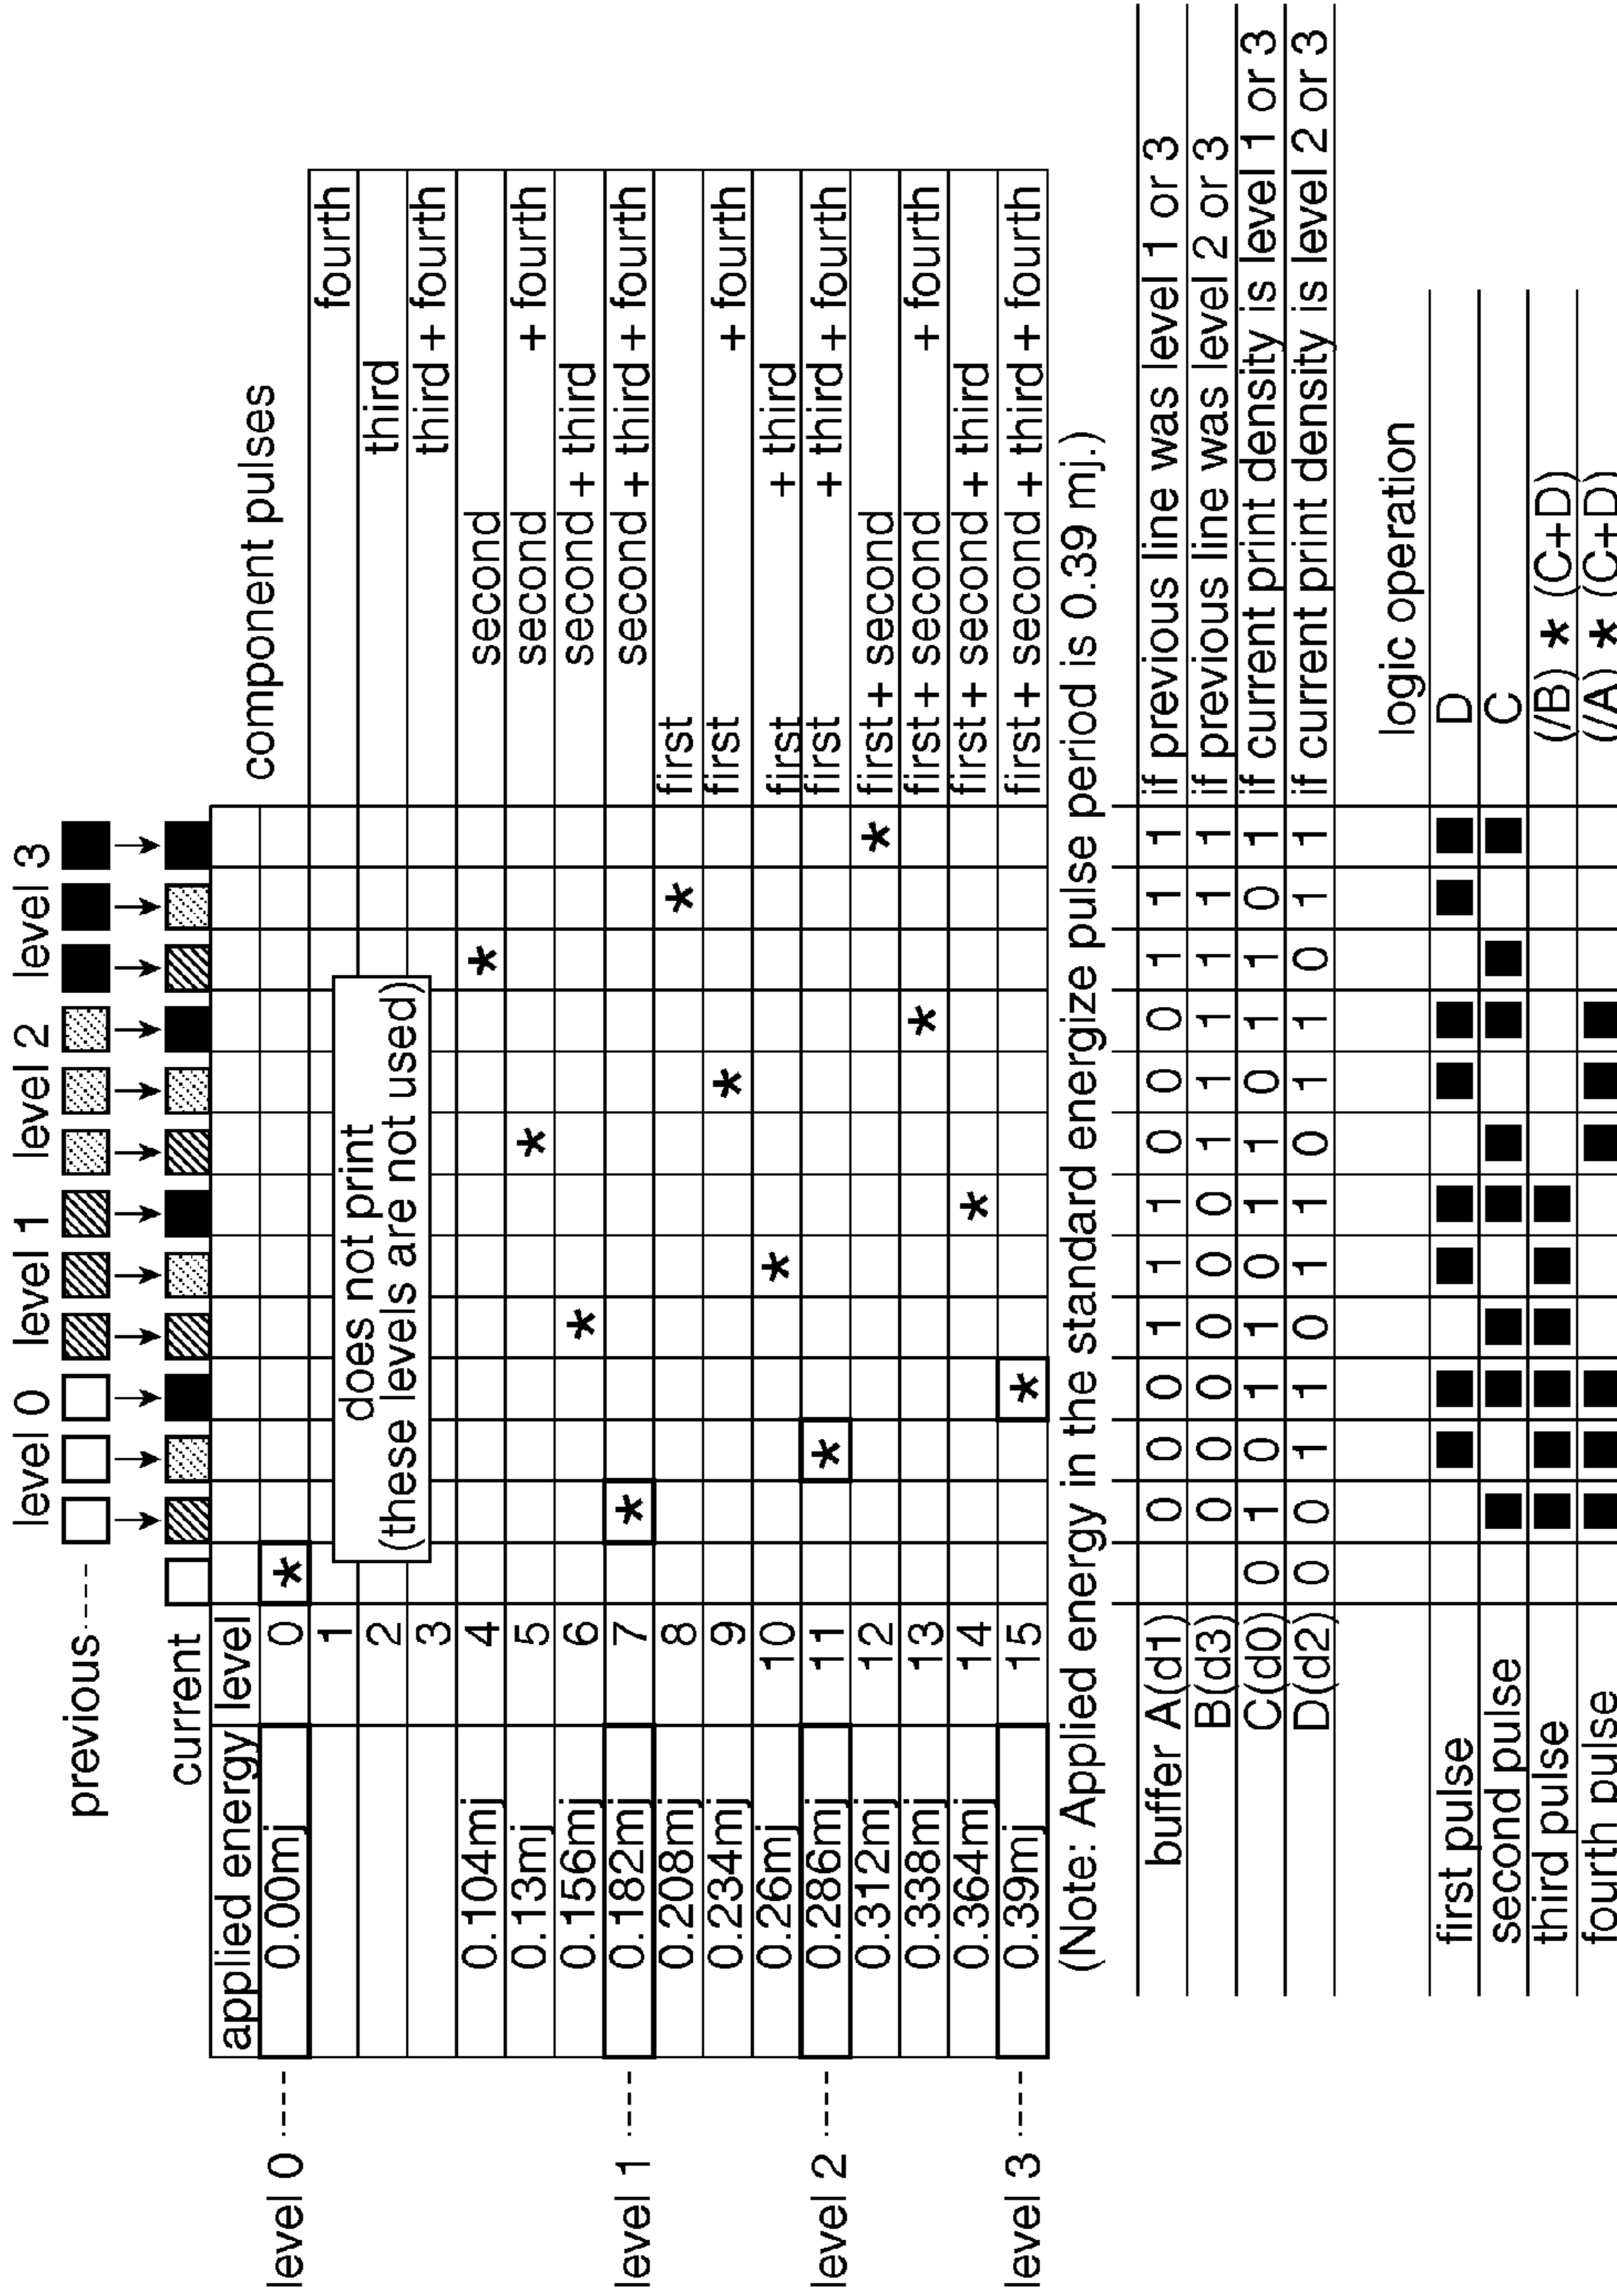 level 0 level 1 level 2 level 3
previous
current
component pulses
applied energy level
level 0 0.00mj 0 *
1 fourth
does not print
(these levels are not used)
2 third
3 third + fourth
0.104mj 4 * second
0.13mj 5 * second + fourth
0.156mj 6 * second + third
level 1 0.182mj 7 * second + third + fourth
0.208mj 8 * first
0.234mj 9 * first + fourth
0.26mj 10 * first + third
level 2 0.286mj 11 * first + third + fourth
0.312mj 12 * first + second
0.338mj 13 * first + second + fourth
0.364mj 14 * first + second + third
level 3 0.39mj 15 * first + second + third + fourth
(Note: Applied energy in the standard energize pulse period is 0.39 mj.)
buffer A(d1) 0 0 0 1 1 1 0 0 0 1 1 1 if previous line was level 1 or 3
B(d3) 0 0 0 0 0 0 1 1 1 1 1 1 if previous line was level 2 or 3
C(d0) 0 1 0 1 1 0 1 1 0 1 1 0 1 if current print density is level 1 or 3
D(d2) 0 0 1 1 0 1 1 0 1 1 0 1 1 if current print density is level 2 or 3
logic operation
first pulse D
second pulse C
third pulse (/B) * (C+D)
fourth pulse (/A) * (C+D)